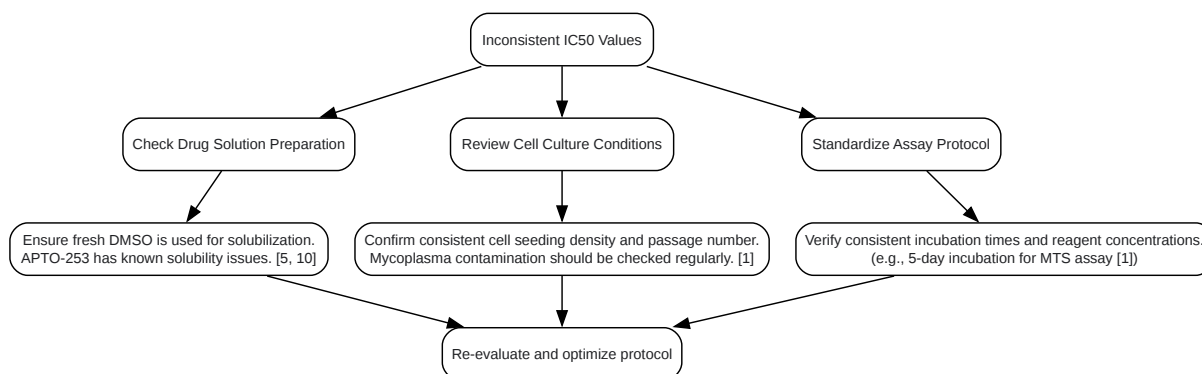 Inconsistent IC50 Values
Check Drug Solution Preparation
Review Cell Culture Conditions
Standardize Assay Protocol
Ensure fresh DMSO is used for solubilization.
APTO-253 has known solubility issues. [5, 10]
Confirm consistent cell seeding density and passage number.
Mycoplasma contamination should be checked regularly. [1]
Verify consistent incubation times and reagent concentrations.
(e.g., 5-day incubation for MTS assay [1])
Re-evaluate and optimize protocol